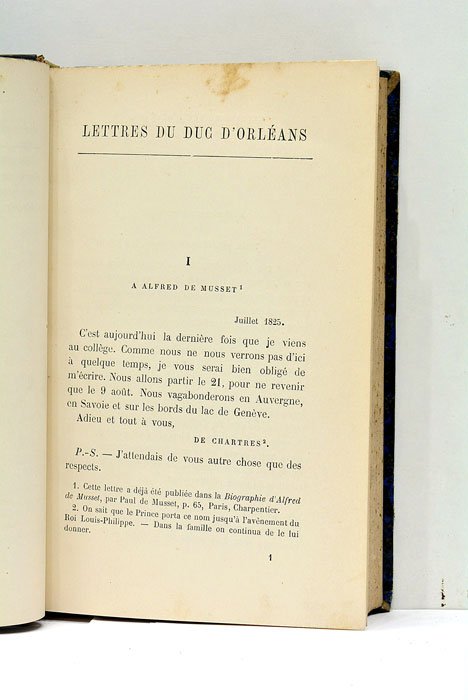 LETTRES DU DUC D'ORLÉANS
I
A ALFRED DE MUSSET¹
Juillet 1825.
C'est aujourd'hui la dernière fois que je viens
au collège. Comme nous ne nous verrons pas d'ici
à quelque temps, je vous serai bien obligé de
m'écrire. Nous allons partir le 21, pour ne revenir
que le 9 août. Nous vagabonderons en Auvergne,
en Savoie et sur les bords du lac de Genève.
Adieu et tout à vous,
DE CHARTRES².
P.-S. — J'attendais de vous autre chose que des
respects.
1. Cette lettre a déjà été publiée dans la Biographie d'Alfred
de Musset, par Paul de Musset, p. 65, Paris, Charpentier.
2. On sait que le Prince porta ce nom jusqu'à l'avènement du
Roi Louis-Philippe. — Dans la famille on continua de le lui
donner.
1